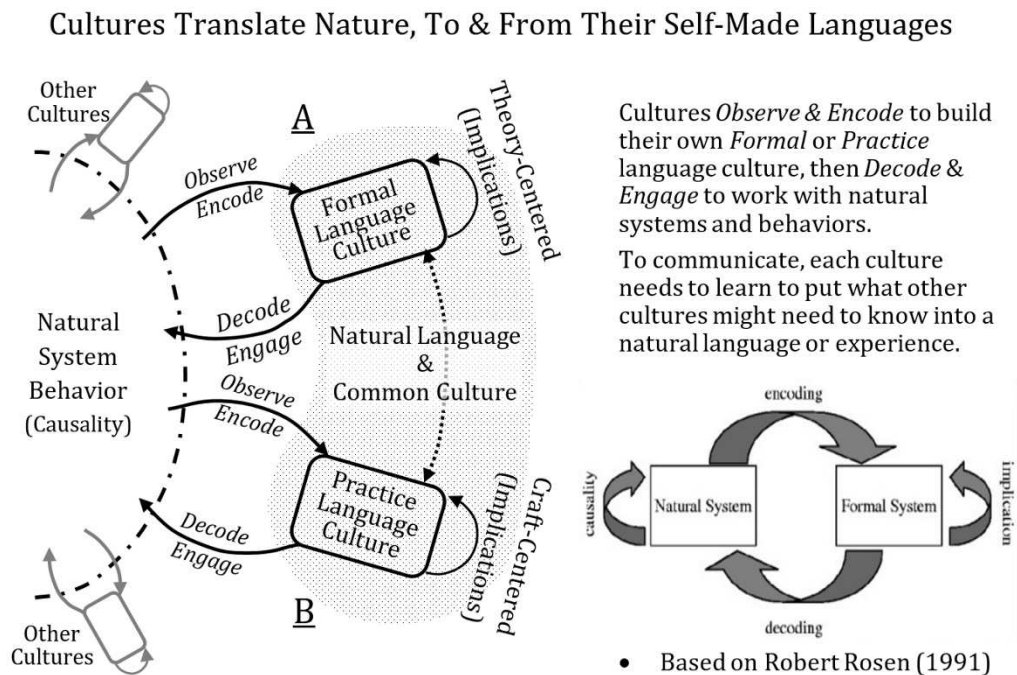 Cultures Translate Nature, To & From Their Self-Made Languages
Other
Cultures
A
Observe
Encode
Formal
Language
Culture
Theory-Centered
(Implications)
Decode
Engage
Natural
System
Behavior
(Causality)
Natural Language
&
Common Culture
Observe
Encode
Practice
Language
Culture
Craft-Centered
(Implications)
Decode
Engage
B
Other
Cultures
Cultures Observe & Encode to build
their own Formal or Practice
language culture, then Decode &
Engage to work with natural
systems and behaviors.
To communicate, each culture
needs to learn to put what other
cultures might need to know into a
natural language or experience.
encoding
causality
Natural System
Formal System
implication
decoding
• Based on Robert Rosen (1991)